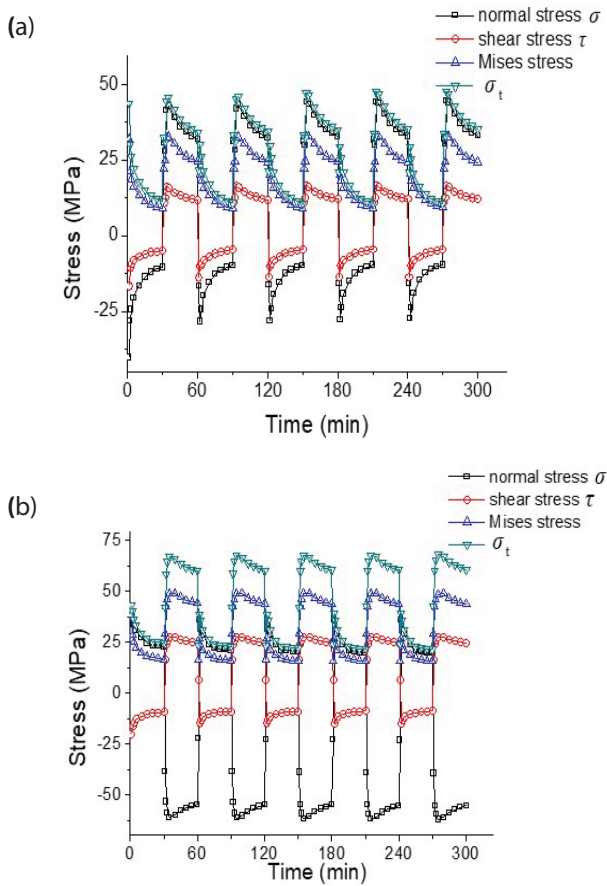 (a)
normal stress σ
shear stress τ
Mises stress
σt
Stress (MPa)
50
25
0
-25
0 60 120 180 240 300
Time (min)
(b)
normal stress σ
shear stress τ
Mises stress
σt
Stress (MPa)
75
50
25
0
-25
-50
0 60 120 180 240 300
Time (min)